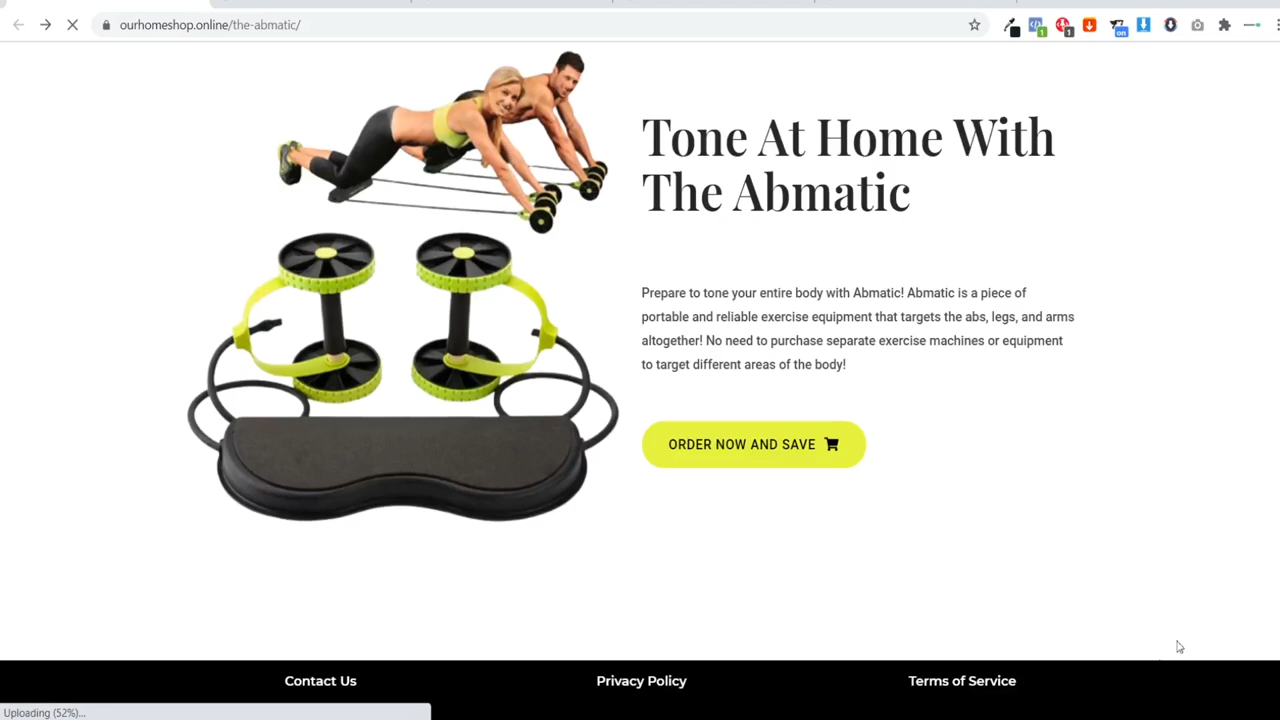 ourhomeshop.online/the-abmatic/
1
1
on
Tone At Home With
The Abmatic
Prepare to tone your entire body with Abmatic! Abmatic is a piece of
portable and reliable exercise equipment that targets the abs, legs, and arms
altogether! No need to purchase separate exercise machines or equipment
to target different areas of the body!
ORDER NOW AND SAVE
Contact Us
Privacy Policy
Terms of Service
Uploading (52%)...